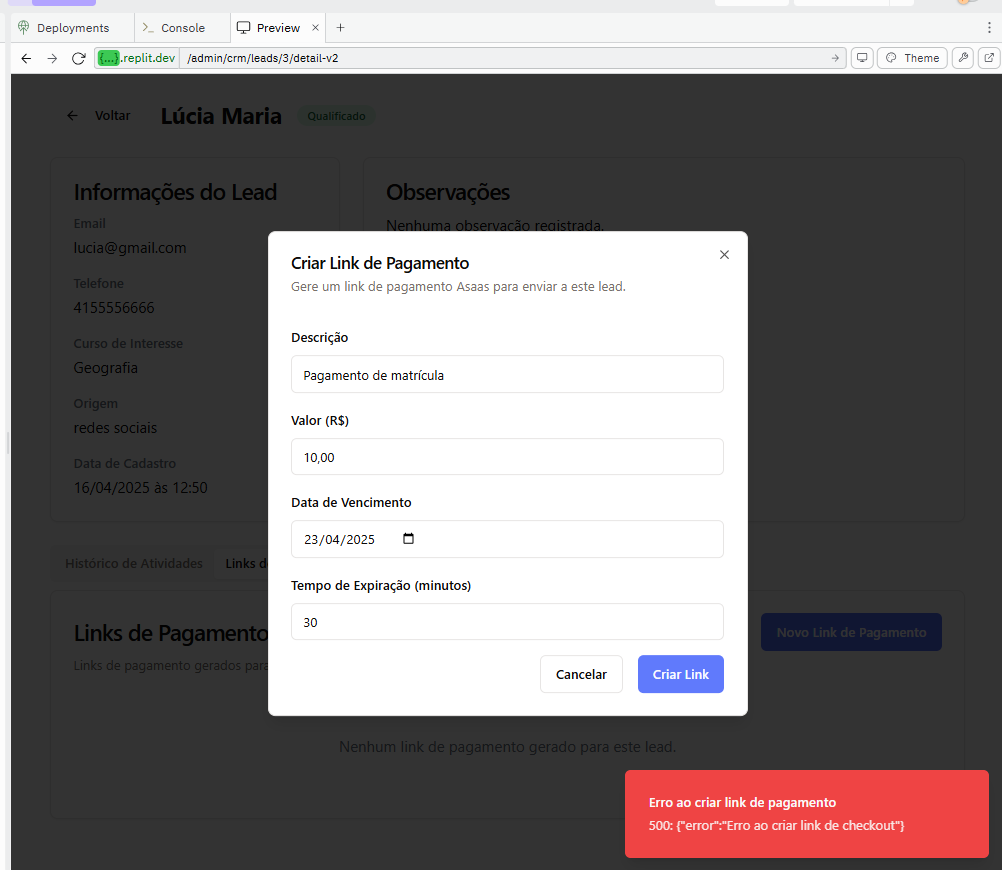 Deployments
Console
Preview
{...}.replit.dev
/admin/crm/leads/3/detail-v2
Theme
Voltar
Lúcia Maria
Qualificado
Informações do Lead
Email
lucia@gmail.com
Telefone
4155556666
Curso de Interesse
Geografia
Origem
redes sociais
Data de Cadastro
16/04/2025 às 12:50
Observações
Nenhuma observação registrada.
Criar Link de Pagamento
Gere um link de pagamento Asaas para enviar a este lead.
Descrição
Pagamento de matrícula
Valor (R$)
10,00
Data de Vencimento
23/04/2025
Tempo de Expiração (minutos)
30
Cancelar
Criar Link
Histórico de Atividades
Links d
Links de Pagamento
Links de pagamento gerados para
Novo Link de Pagamento
Nenhum link de pagamento gerado para este lead.
Erro ao criar link de pagamento
500: {"error":"Erro ao criar link de checkout"}